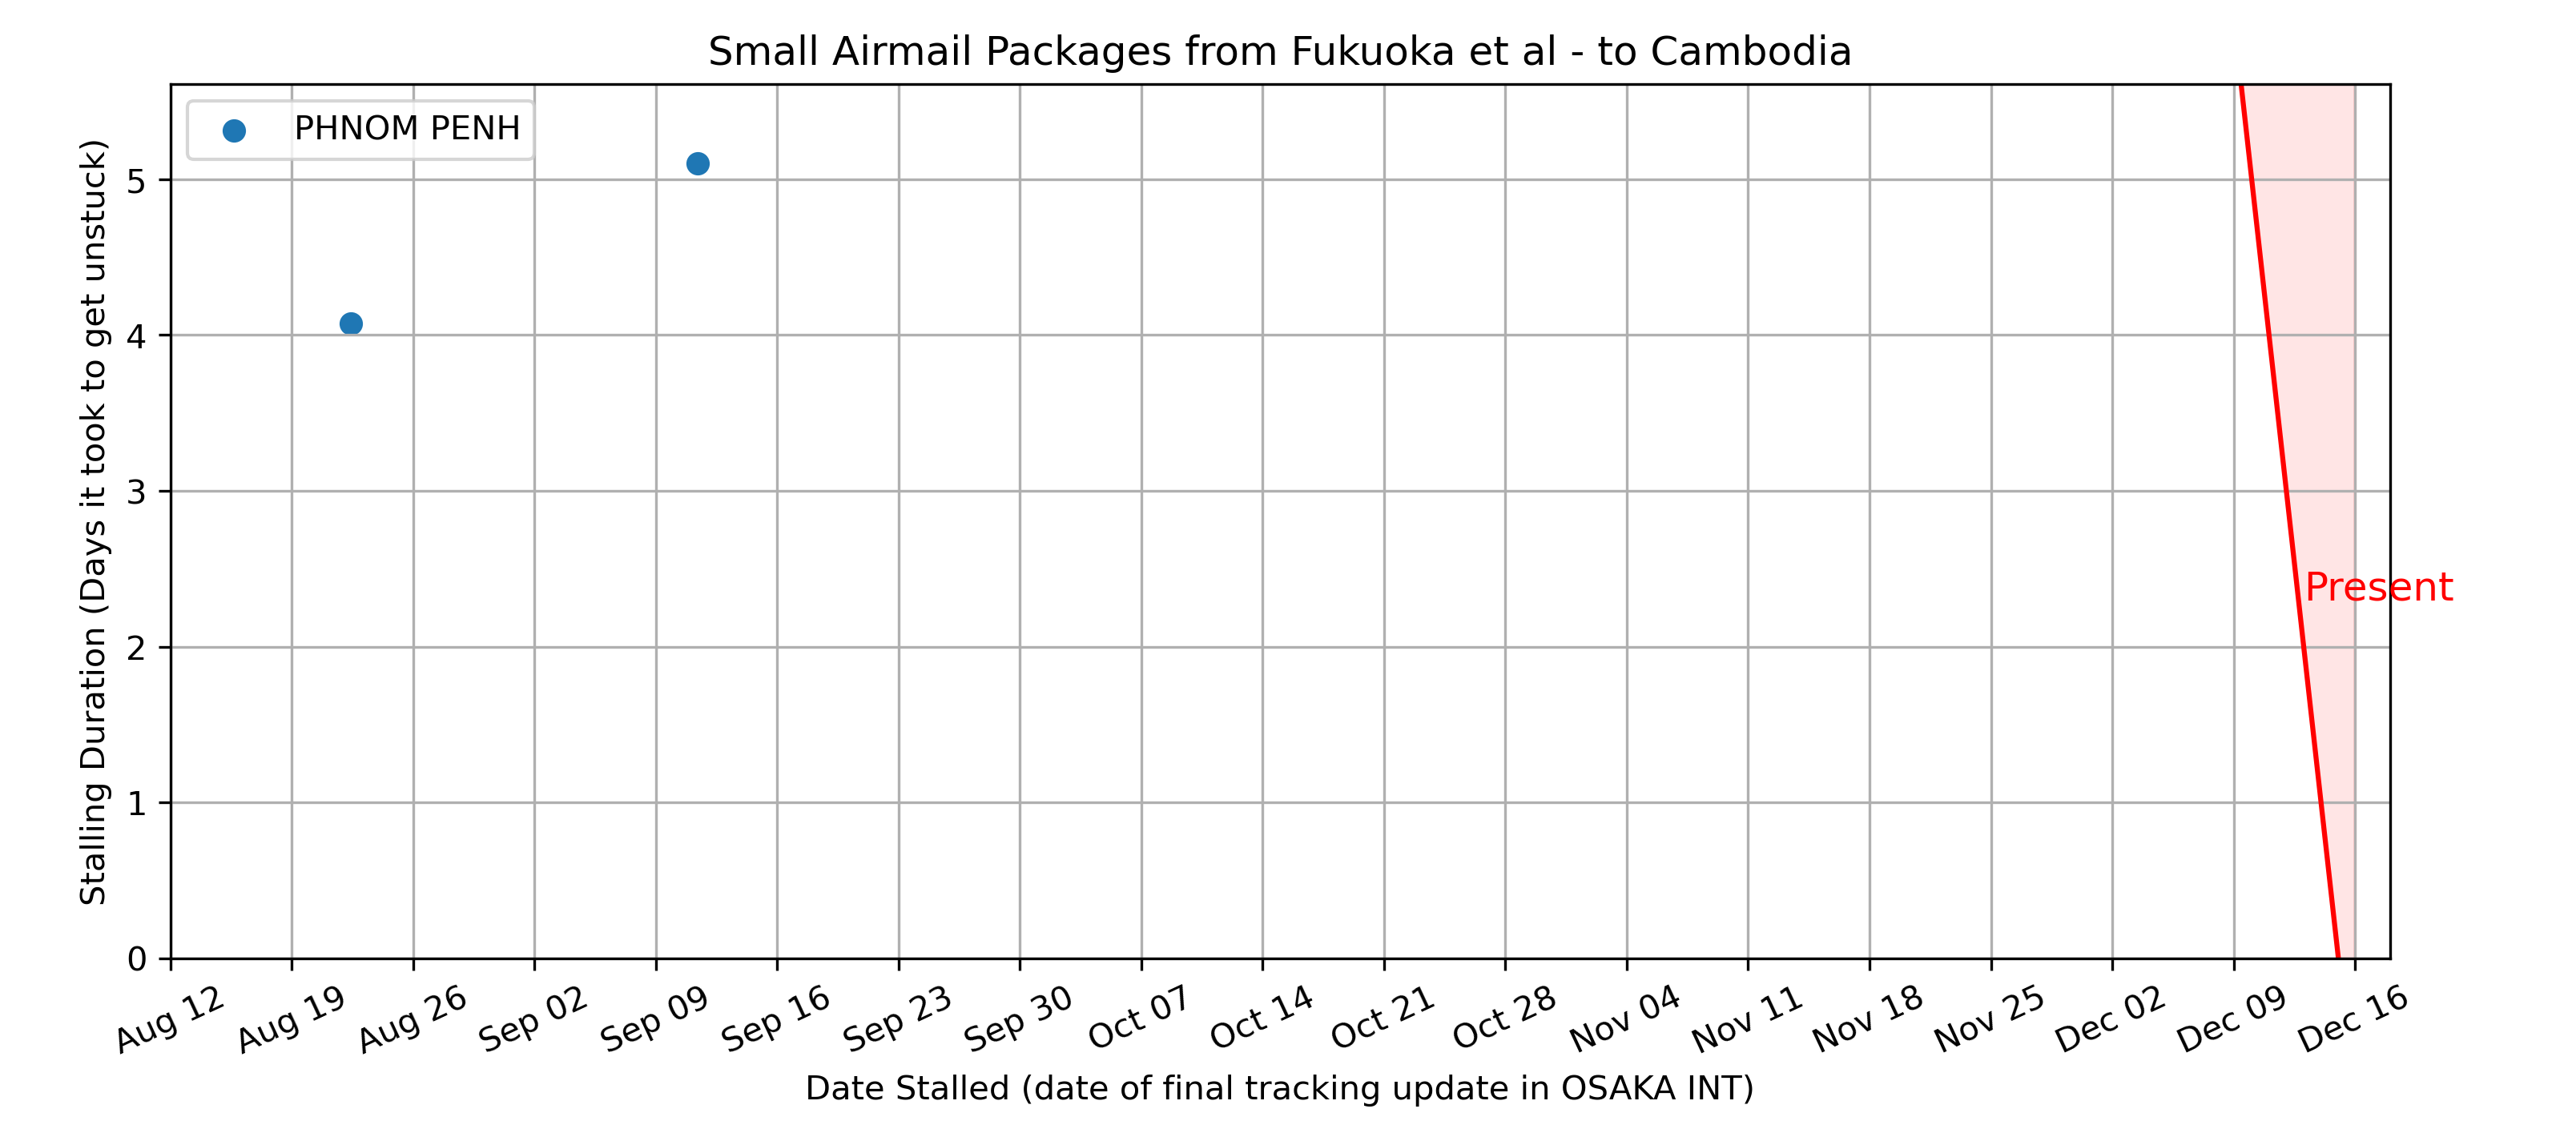 Small Airmail Packages from Fukuoka et al - to Cambodia
PHNOM PENH
Stalling Duration (Days it took to get unstuck)
5
4
3
2
1
0
Present
Aug 12
Aug 19
Aug 26
Sep 02
Sep 09
Sep 16
Sep 23
Sep 30
Oct 07
Oct 14
Oct 21
Oct 28
Nov 04
Nov 11
Nov 18
Nov 25
Dec 02
Dec 09
Dec 16
Date Stalled (date of final tracking update in OSAKA INT)